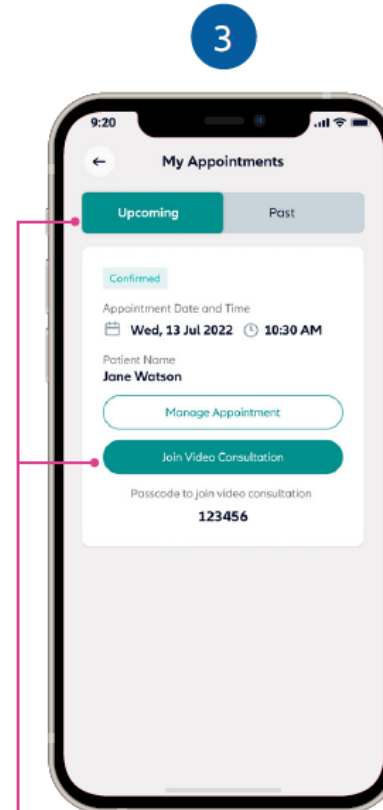 3
9:20
My Appointments
Upcoming Past
Confirmed
Appointment Date and Time
Wed, 13 Jul 2022 10:30 AM
Patient Name
Jane Watson
Manage Appointment
Join Video Consultation
Passcode to join video consultation
123456